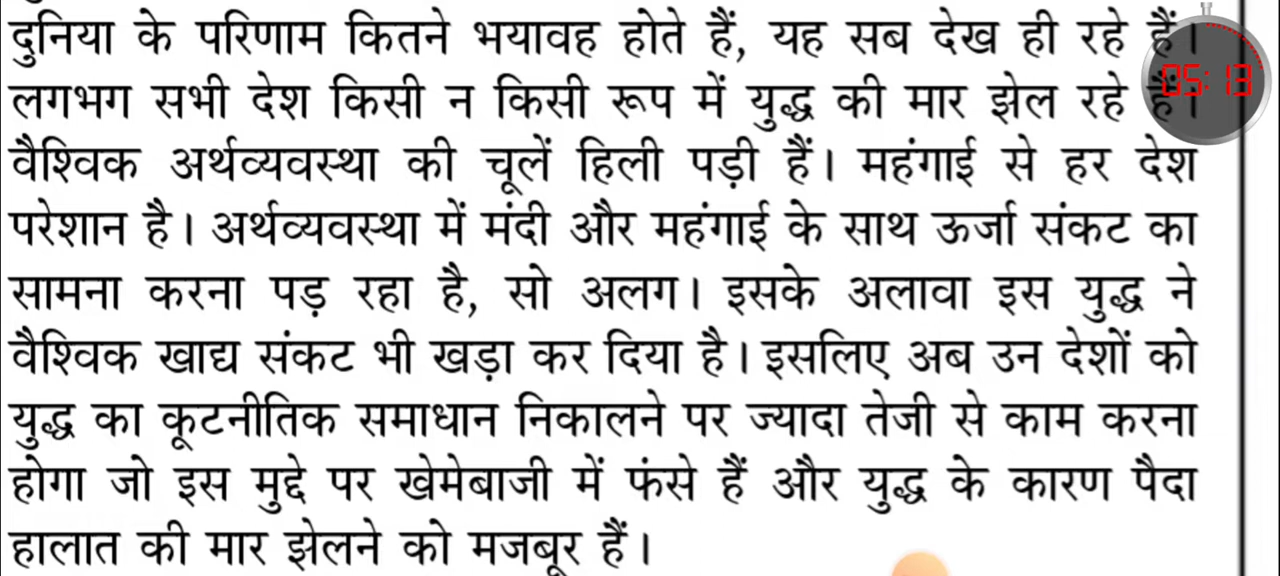 दुनिया के परिणाम कितने भयावह होते हैं, यह सब देख ही रहे हैं।
लगभग सभी देश किसी न किसी रूप में युद्ध की मार झेल रहे हैं।
वैश्विक अर्थव्यवस्था की चूलें हिली पड़ी हैं। महंगाई से हर देश
परेशान है। अर्थव्यवस्था में मंदी और महंगाई के साथ ऊर्जा संकट का
सामना करना पड़ रहा है, सो अलग। इसके अलावा इस युद्ध ने
वैश्विक खाद्य संकट भी खड़ा कर दिया है। इसलिए अब उन देशों को
युद्ध का कूटनीतिक समाधान निकालने पर ज्यादा तेजी से काम करना
होगा जो इस मुद्दे पर खेमेबाजी में फंसे हैं और युद्ध के कारण पैदा
हालात की मार झेलने को मजबूर हैं।
05:13